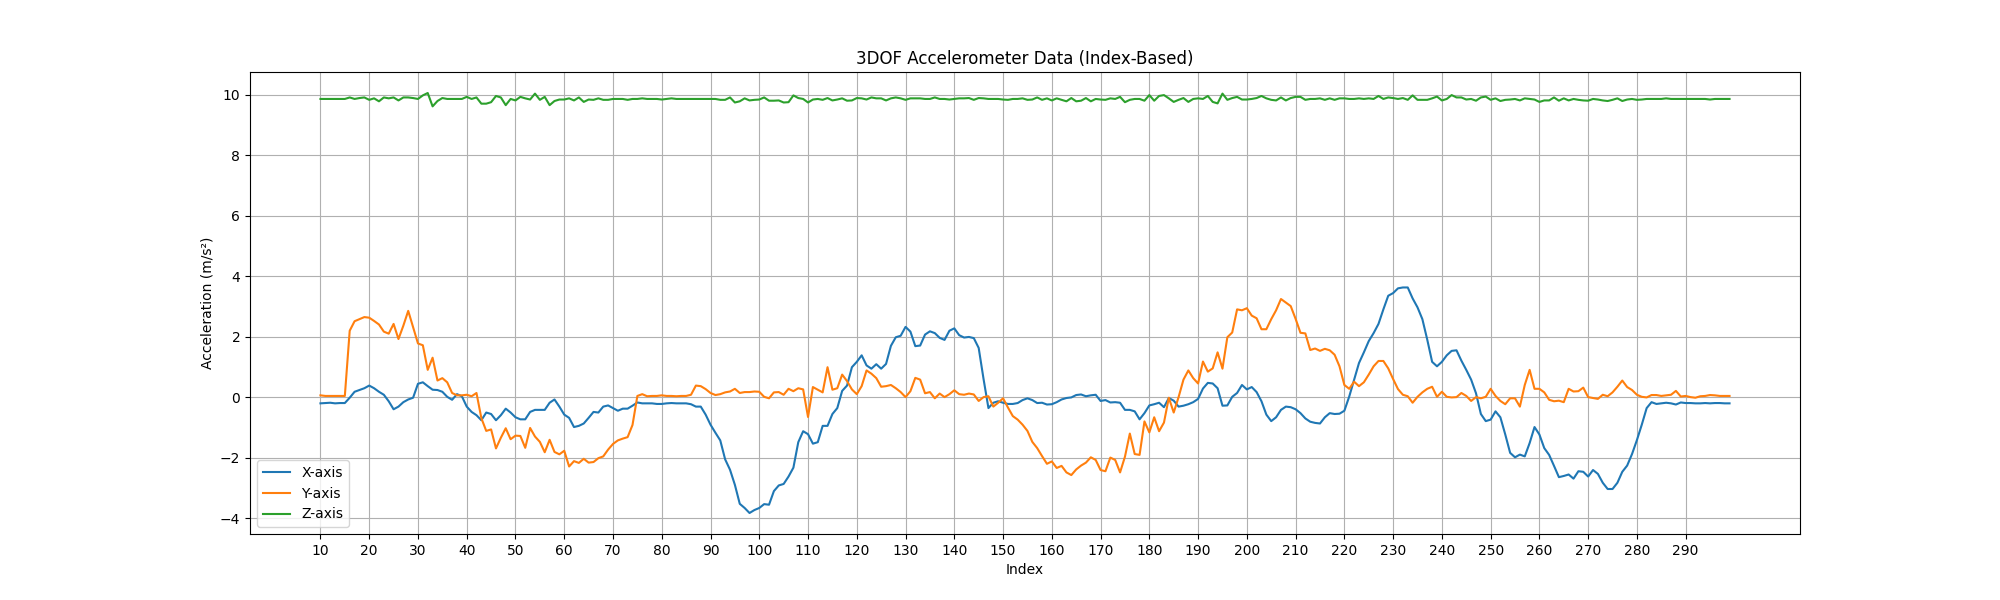 3DOF Accelerometer Data (Index-Based)
Acceleration (m/s²)
10
8
6
4
2
0
−2
−4
X-axis
Y-axis
Z-axis
10 20 30 40 50 60 70 80 90 100 110 120 130 140 150 160 170 180 190 200 210 220 230 240 250 260 270 280 290
Index